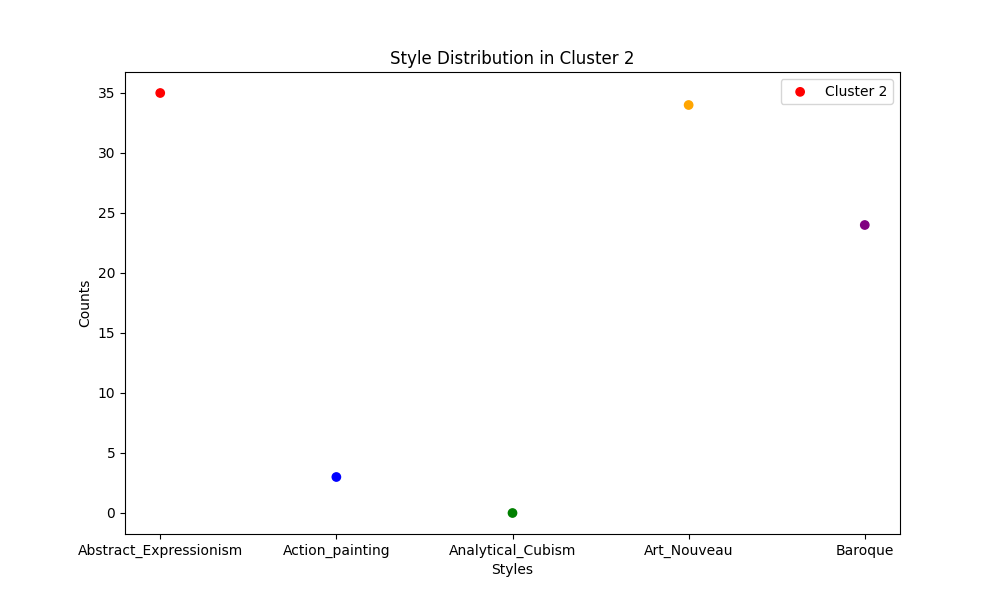 Style Distribution in Cluster 2
Cluster 2
35
30
25
20
15
10
5
0
Counts
Abstract_Expressionism Action_painting Analytical_Cubism Art_Nouveau Baroque
Styles